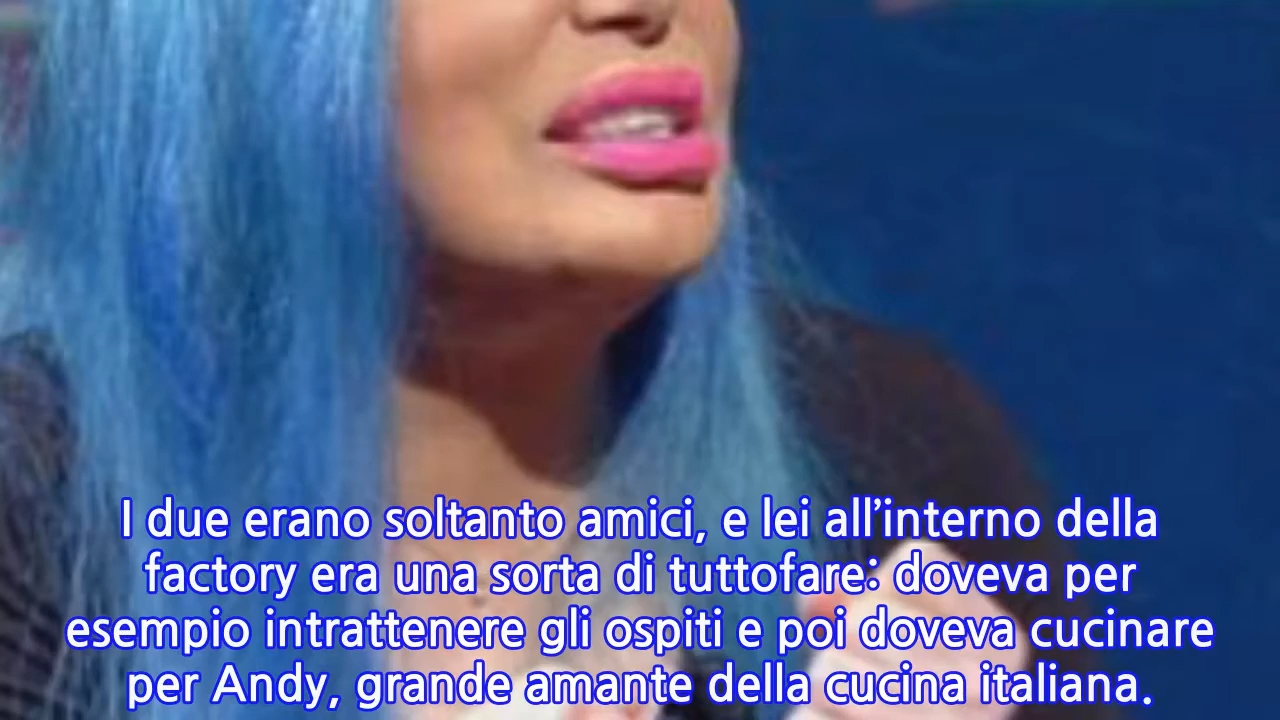 I due erano soltanto amici, e lei all’interno della
factory era una sorta di tuttofare: doveva per
esempio intrattenere gli ospiti e poi doveva cucinare
per Andy, grande amante della cucina italiana.